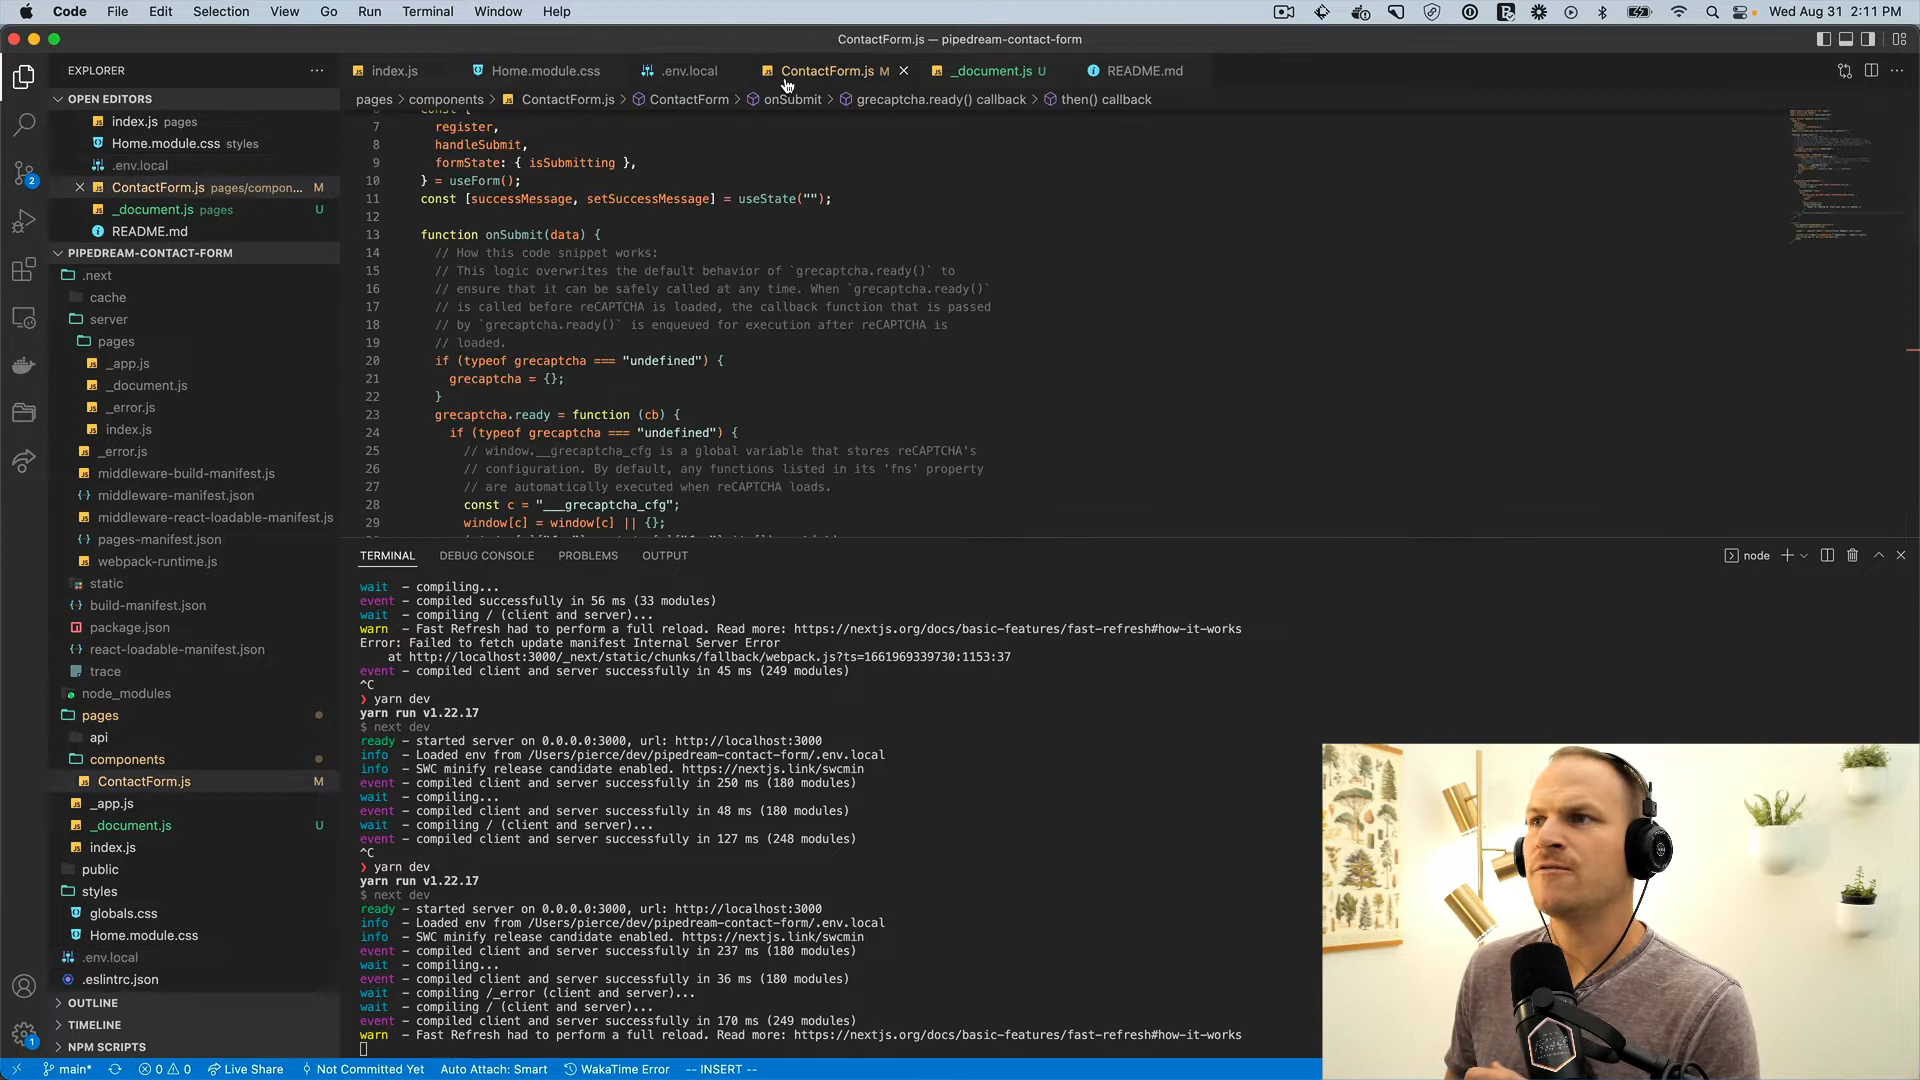 Code File Edit Selection View Go Run Terminal Window Help
Wed Aug 31 2:11 PM
ContactForm.js — pipedream-contact-form
EXPLORER
index.js
Home.module.css
.env.local
ContactForm.js M
_document.js U
README.md
OPEN EDITORS
pages > components > ContactForm.js > ContactForm > onSubmit > grecaptcha.ready() callback > then() callback
index.js pages
Home.module.css styles
.env.local
ContactForm.js pages/compon... M
_document.js pages U
README.md
PIPEDREAM-CONTACT-FORM
.next
cache
server
pages
_app.js
_document.js
_error.js
index.js
_error.js
middleware-build-manifest.js
middleware-manifest.json
middleware-react-loadable-manifest.js
pages-manifest.json
webpack-runtime.js
static
build-manifest.json
package.json
react-loadable-manifest.json
trace
node_modules
pages
api
components
ContactForm.js M
_app.js
_document.js U
index.js
public
styles
globals.css
Home.module.css
.env.local
.eslintrc.json
OUTLINE
TIMELINE
NPM SCRIPTS
2
1
7 register,
8 handleSubmit,
9 formState: { isSubmitting },
10 } = useForm();
11 const [successMessage, setSuccessMessage] = useState("");
12
13 function onSubmit(data) {
14 // How this code snippet works:
15 // This logic overwrites the default behavior of `grecaptcha.ready()` to
16 // ensure that it can be safely called at any time. When `grecaptcha.ready()`
17 // is called before reCAPTCHA is loaded, the callback function that is passed
18 // by `grecaptcha.ready()` is enqueued for execution after reCAPTCHA is
19 // loaded.
20 if (typeof grecaptcha === "undefined") {
21 grecaptcha = {};
22 }
23 grecaptcha.ready = function (cb) {
24 if (typeof grecaptcha === "undefined") {
25 // window.__grecaptcha_cfg is a global variable that stores reCAPTCHA's
26 // configuration. By default, any functions listed in its 'fns' property
27 // are automatically executed when reCAPTCHA loads.
28 const c = "___grecaptcha_cfg";
29 window[c] = window[c] || {};
TERMINAL DEBUG CONSOLE PROBLEMS OUTPUT
node
wait - compiling...
event - compiled successfully in 56 ms (33 modules)
wait - compiling / (client and server)...
warn - Fast Refresh had to perform a full reload. Read more: https://nextjs.org/docs/basic-features/fast-refresh#how-it-works
Error: Failed to fetch update manifest Internal Server Error
at http://localhost:3000/_next/static/chunks/fallback/webpack.js?ts=1661969339730:1153:37
event - compiled client and server successfully in 45 ms (249 modules)
^C
❯ yarn dev
yarn run v1.22.17
$ next dev
ready - started server on 0.0.0.0:3000, url: http://localhost:3000
info - Loaded env from /Users/pierce/dev/pipedream-contact-form/.env.local
info - SWC minify release candidate enabled. https://nextjs.link/swcmin
event - compiled client and server successfully in 250 ms (180 modules)
wait - compiling...
event - compiled client and server successfully in 48 ms (180 modules)
wait - compiling / (client and server)...
event - compiled client and server successfully in 127 ms (248 modules)
^C
❯ yarn dev
yarn run v1.22.17
$ next dev
ready - started server on 0.0.0.0:3000, url: http://localhost:3000
info - Loaded env from /Users/pierce/dev/pipedream-contact-form/.env.local
info - SWC minify release candidate enabled. https://nextjs.link/swcmin
event - compiled client and server successfully in 237 ms (180 modules)
wait - compiling...
event - compiled client and server successfully in 36 ms (180 modules)
wait - compiling /_error (client and server)...
wait - compiling / (client and server)...
event - compiled client and server successfully in 170 ms (249 modules)
warn - Fast Refresh had to perform a full reload. Read more: https://nextjs.org/docs/basic-features/fast-refresh#how-it-works
main* 0 0 Live Share Not Committed Yet Auto Attach: Smart WakaTime Error -- INSERT --